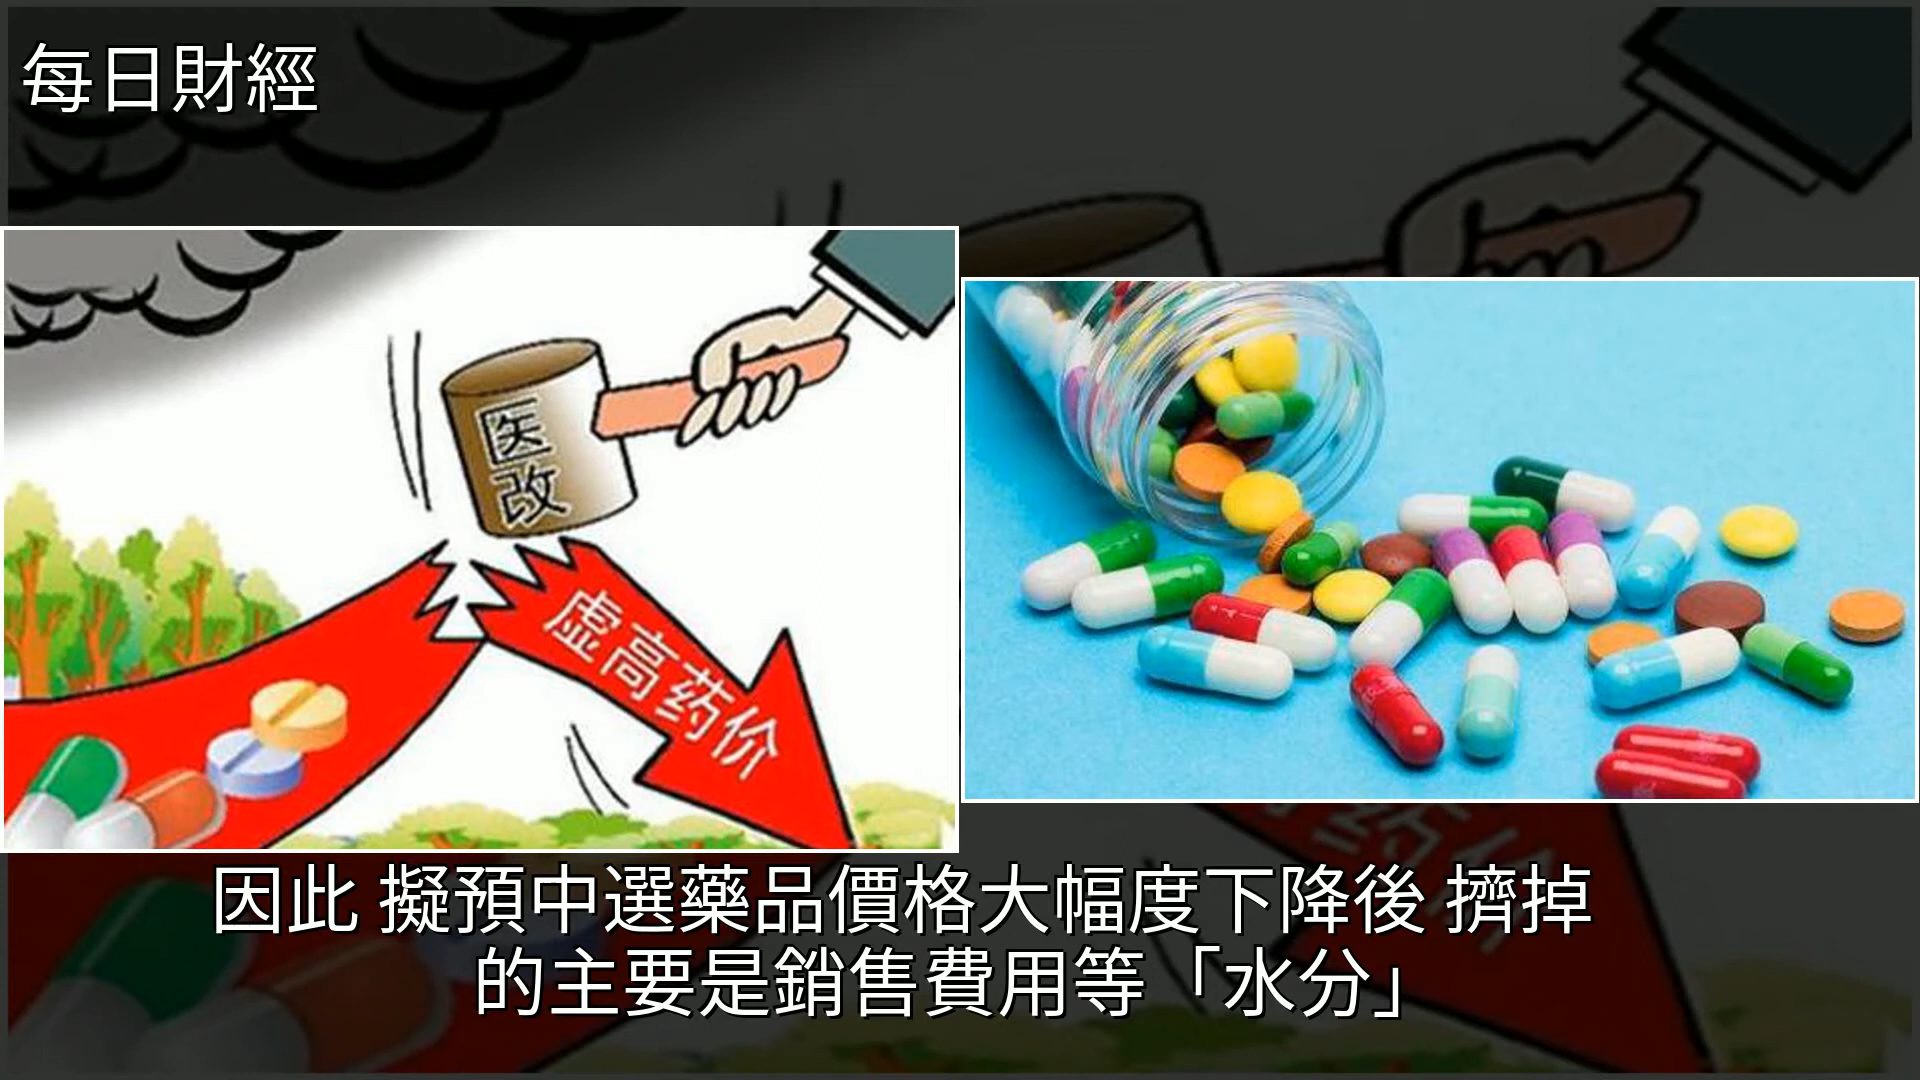 每日財經
医
改
虚高药价
因此 擬預中選藥品價格大幅度下降後 擠掉
的主要是銷售費用等「水分」